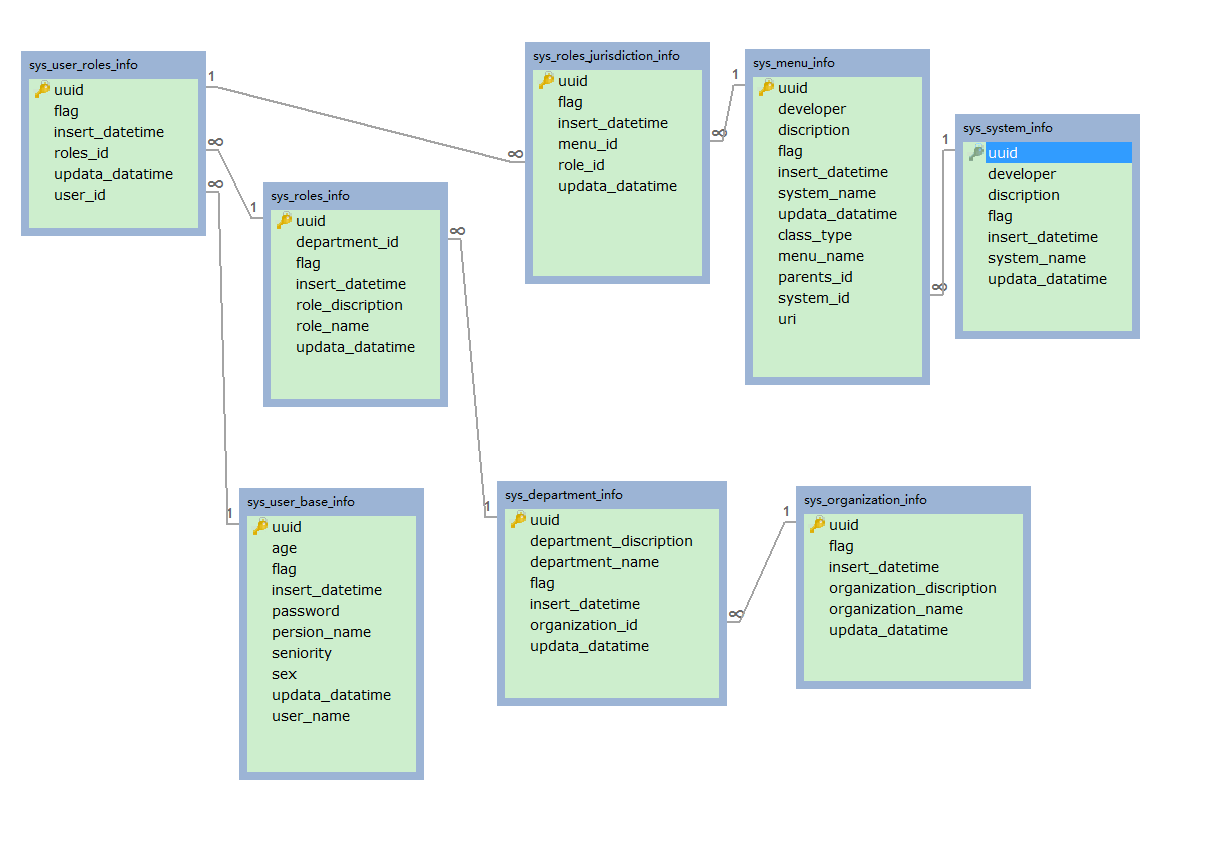 sys_user_roles_info
uuid
flag
insert_datetime
roles_id
updata_datatime
user_id
1
∞
∞
sys_roles_info
uuid
department_id
flag
insert_datetime
role_discription
role_name
updata_datatime
1
∞
sys_roles_jurisdiction_info
uuid
flag
insert_datetime
menu_id
role_id
updata_datatime
∞
∞
sys_menu_info
uuid
developer
discription
flag
insert_datetime
system_name
updata_datatime
class_type
menu_name
parents_id
system_id
uri
1
∞
sys_system_info
uuid
developer
discription
flag
insert_datetime
system_name
updata_datatime
1
sys_user_base_info
uuid
age
flag
insert_datetime
password
persion_name
seniority
sex
updata_datatime
user_name
1
sys_department_info
uuid
department_discription
department_name
flag
insert_datetime
organization_id
updata_datatime
1
∞
sys_organization_info
uuid
flag
insert_datetime
organization_discription
organization_name
updata_datatime
1